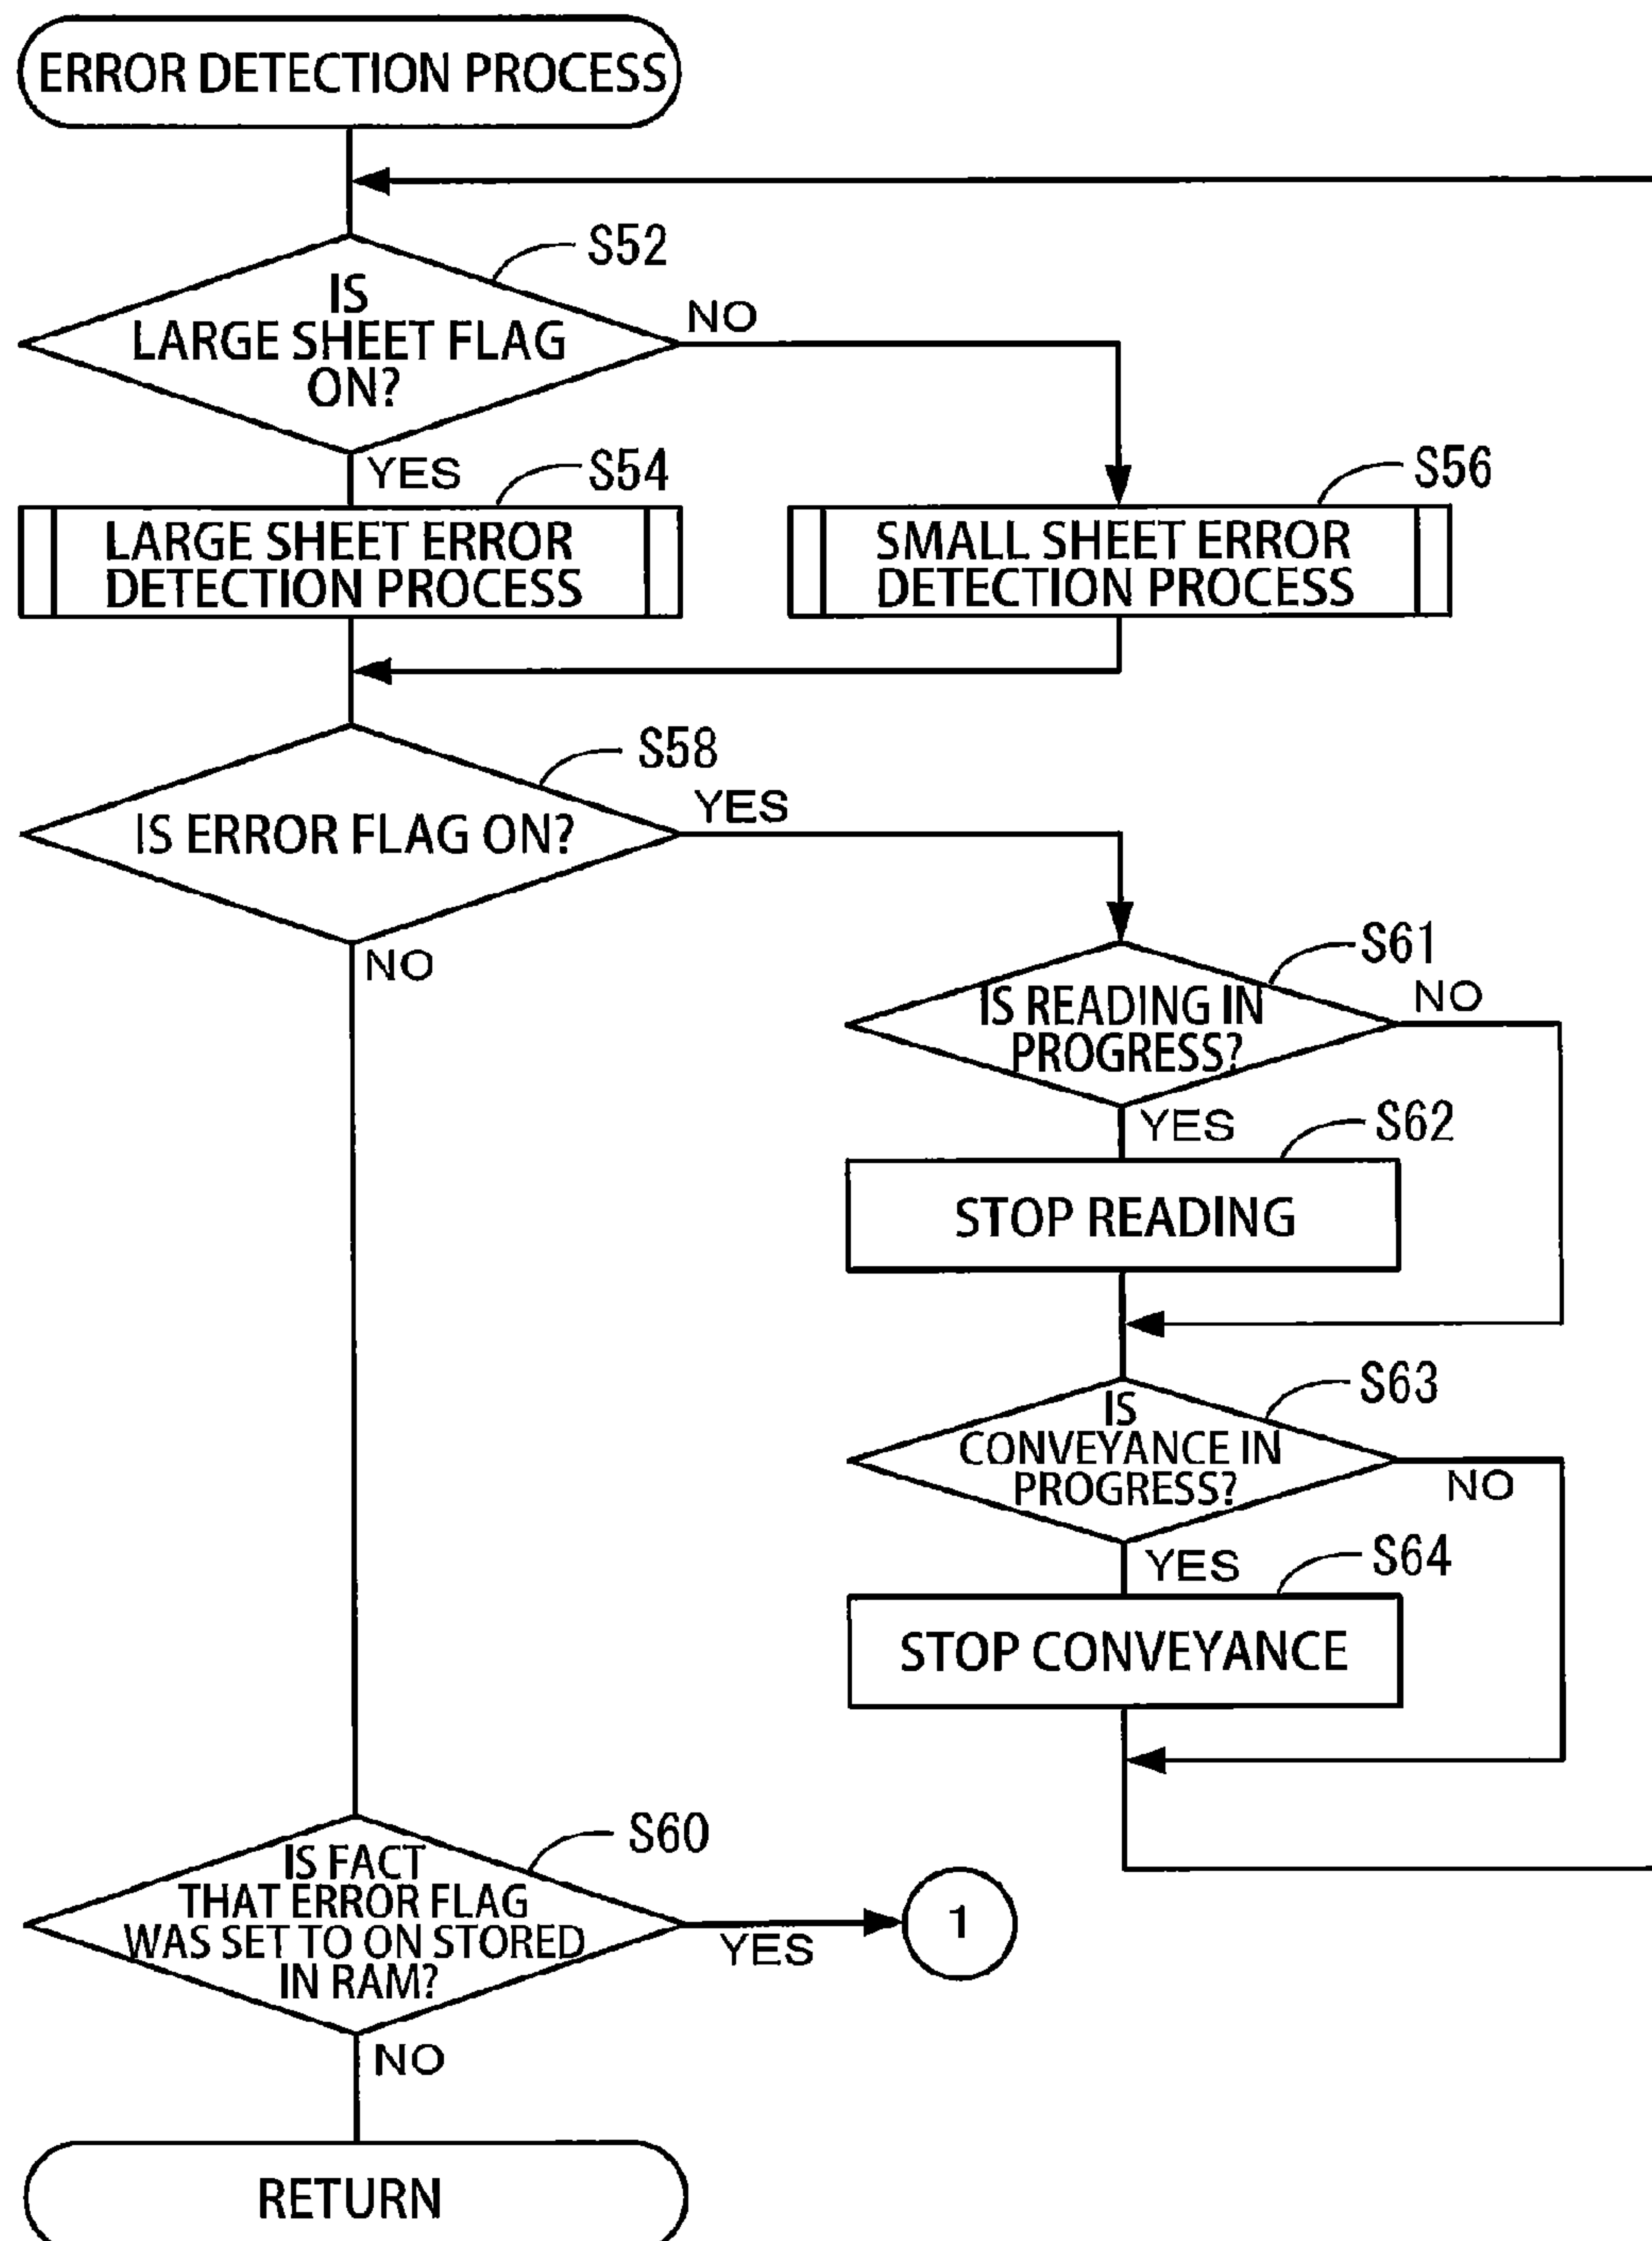 ERROR DETECTION PROCESS
S52
IS
LARGE SHEET FLAG
ON?
NO
YES
S54
LARGE SHEET ERROR
DETECTION PROCESS
S56
SMALL SHEET ERROR
DETECTION PROCESS
S58
IS ERROR FLAG ON?
YES
NO
S61
IS READING IN
PROGRESS?
NO
YES
S62
STOP READING
S63
IS
CONVEYANCE IN
PROGRESS?
NO
YES
S64
STOP CONVEYANCE
S60
IS FACT
THAT ERROR FLAG
WAS SET TO ON STORED
IN RAM?
YES
1
NO
RETURN